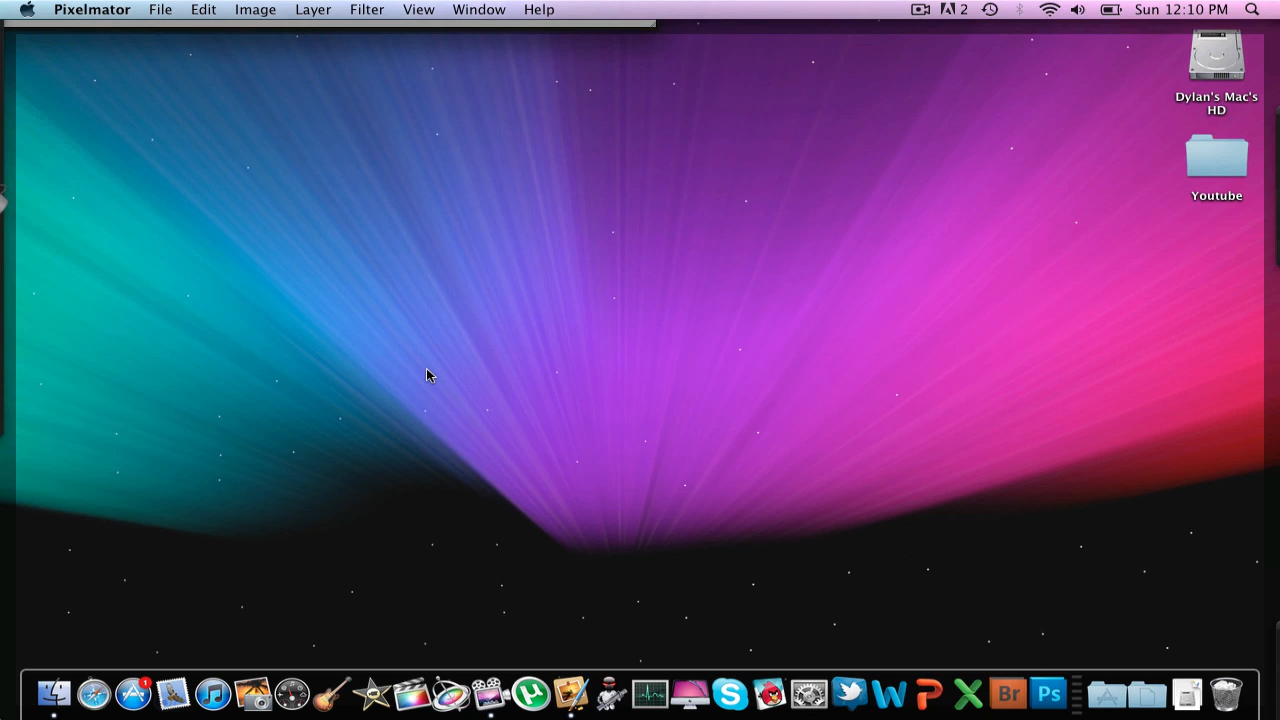 Pixelmator File Edit Image Layer Filter View Window Help 2 Sun 12:10 PM
Dylan's Mac's
HD
Youtube
1
Br
Ps